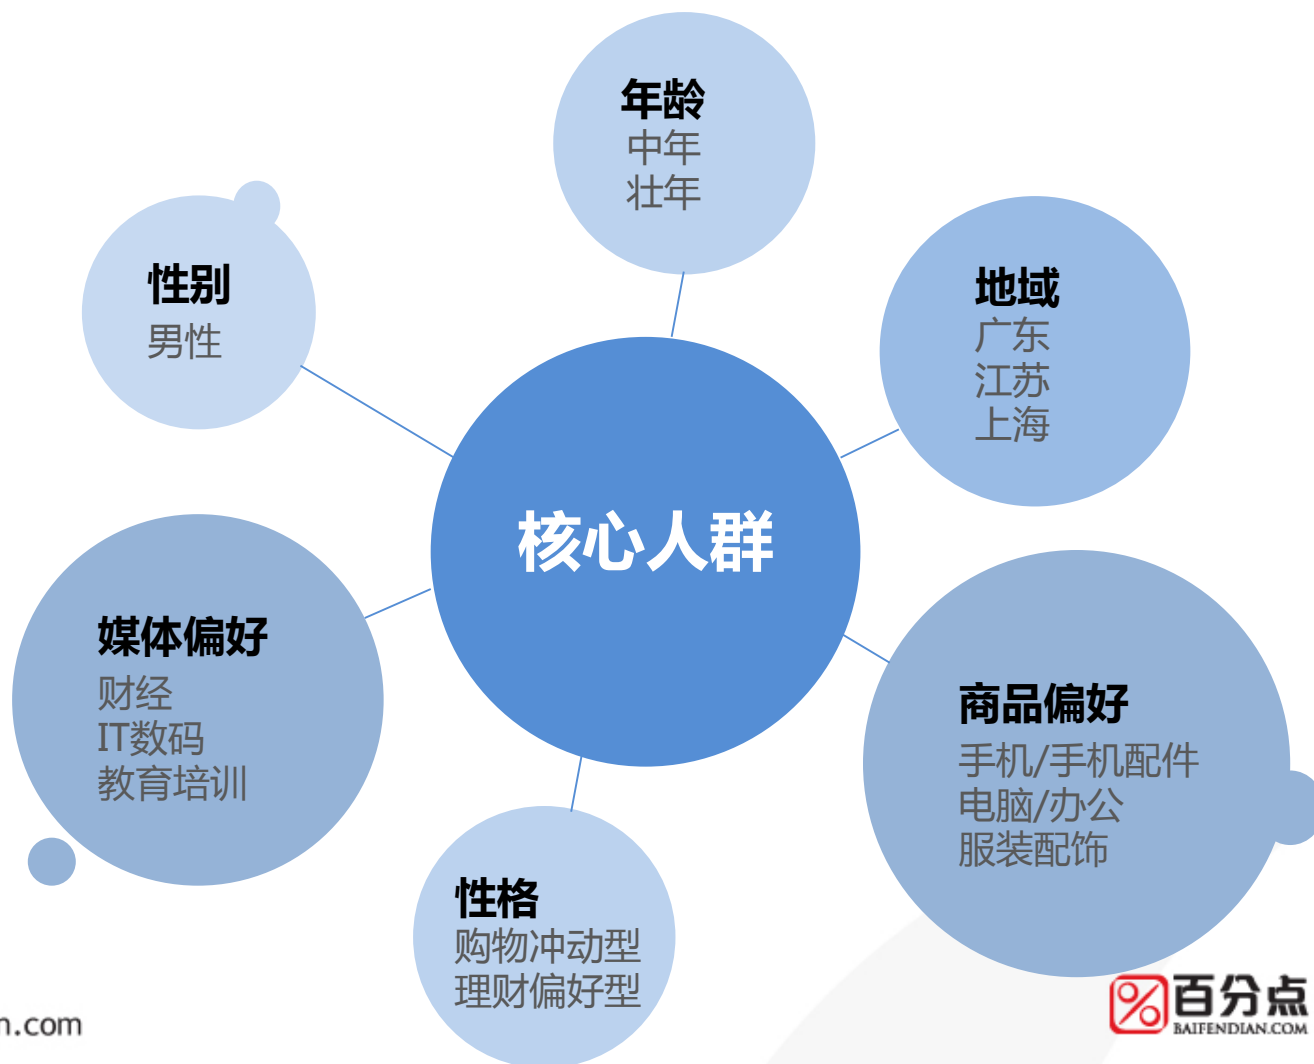 年龄
中年
壮年
性别
男性
地域
广东
江苏
上海
核心人群
媒体偏好
财经
IT数码
教育培训
商品偏好
手机/手机配件
电脑/办公
服装配饰
性格
购物冲动型
理财偏好型
n.com
百分点
BAIFENDIAN.COM